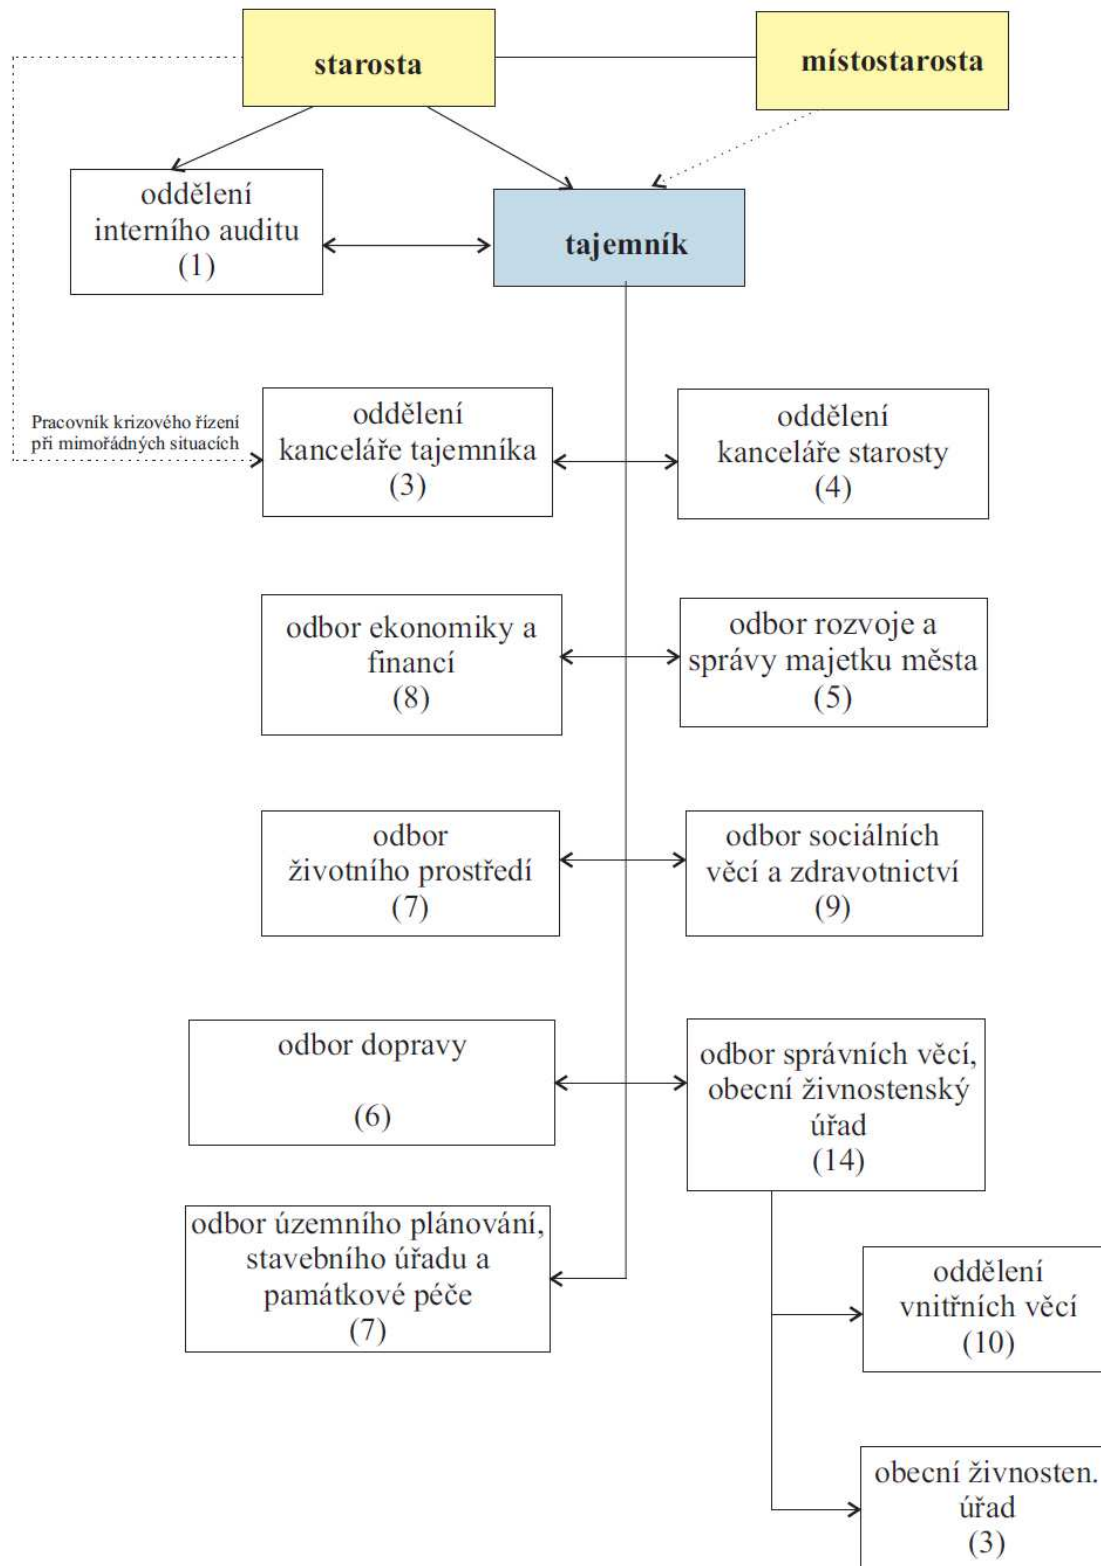 starosta
místostarosta
oddělení
interního auditu
(1)
tajemník
Pracovník krizového řízení
při mimořádných situacích
oddělení
kanceláře tajemníka
(3)
oddělení
kanceláře starosty
(4)
odbor ekonomiky a
financí
(8)
odbor rozvoje a
správy majetku města
(5)
odbor
životního prostředí
(7)
odbor sociálních
věcí a zdravotnictví
(9)
odbor dopravy
(6)
odbor správních věcí,
obecní živnostenský
úřad
(14)
odbor územního plánování,
stavebního úřadu a
památkové péče
(7)
oddělení
vnitřních věcí
(10)
obecní živnosten.
úřad
(3)